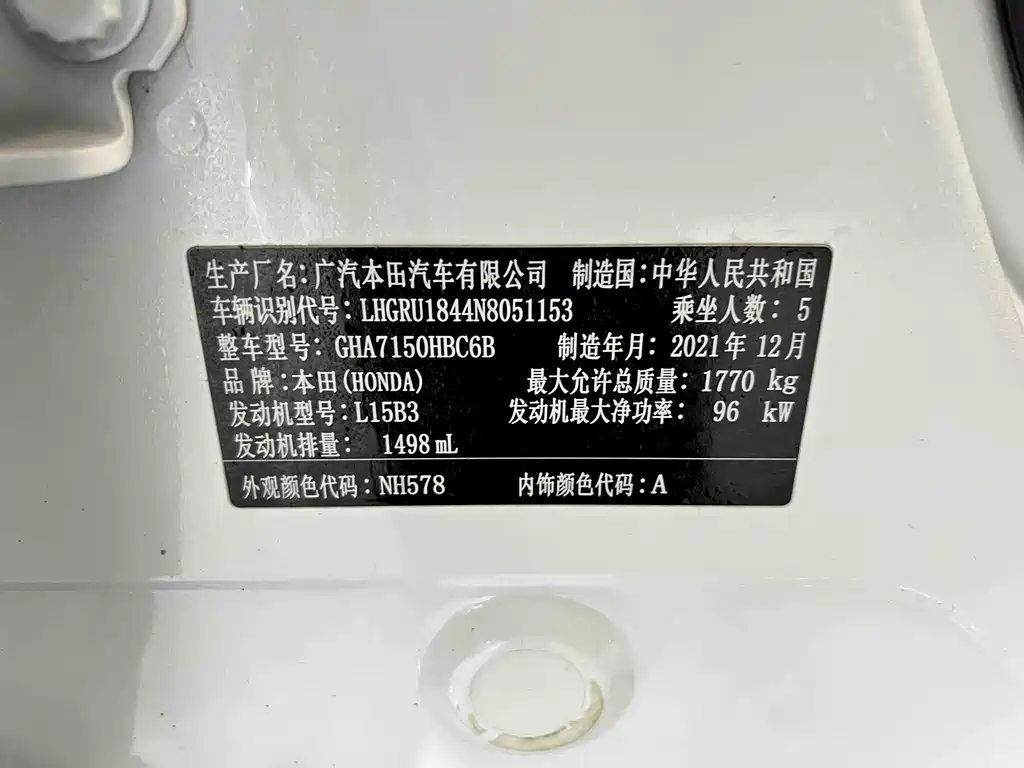 生产厂名:广汽本田汽车有限公司 制造国:中华人民共和国
车辆识别代号:LHGRU1844N8051153 乘坐人数:5
整车型号:GHA7150HBC6B 制造年月:2021年12月
品牌:本田(HONDA) 最大允许总质量:1770 kg
发动机型号:L15B3 发动机最大净功率: 96 kW
发动机排量: 1498 mL
外观颜色代码:NH578 内饰颜色代码:A